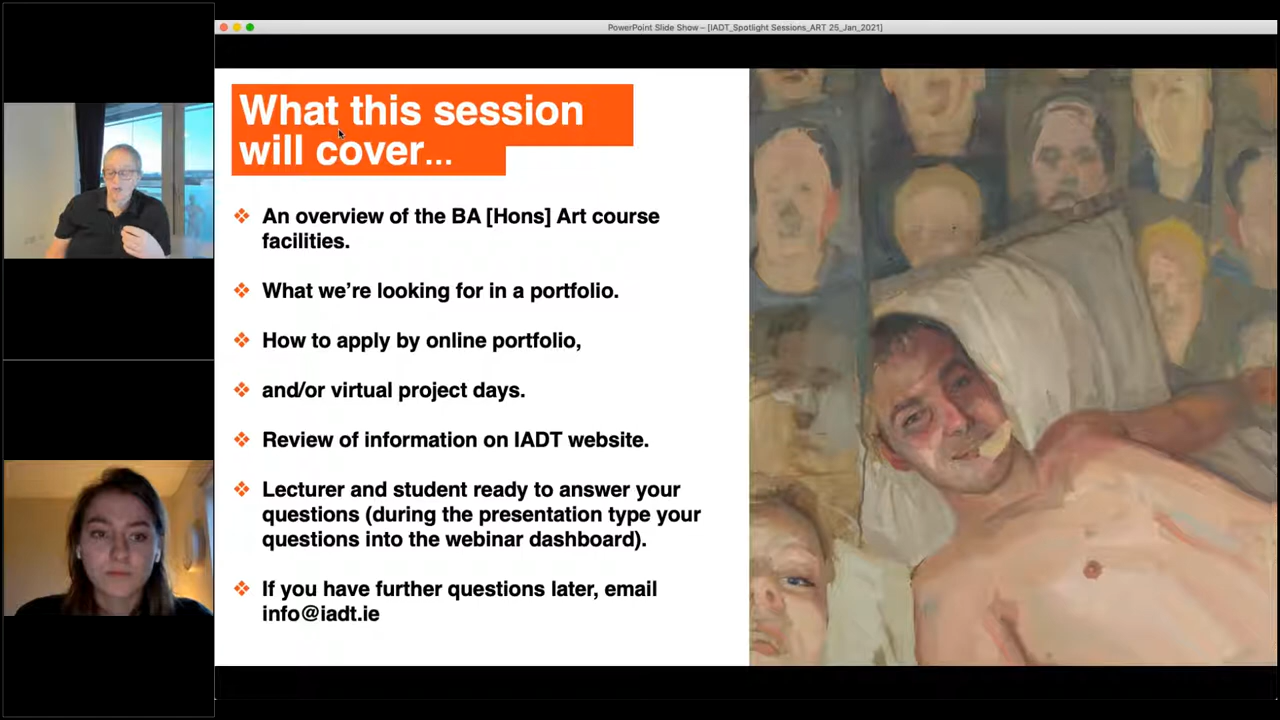 PowerPoint Slide Show – [IADT_Spotlight Sessions_ART 25_Jan_2021]
What this session
will cover...
An overview of the BA [Hons] Art course
facilities.
What we're looking for in a portfolio.
How to apply by online portfolio,
and/or virtual project days.
Review of information on IADT website.
Lecturer and student ready to answer your
questions (during the presentation type your
questions into the webinar dashboard).
If you have further questions later, email
info@iadt.ie